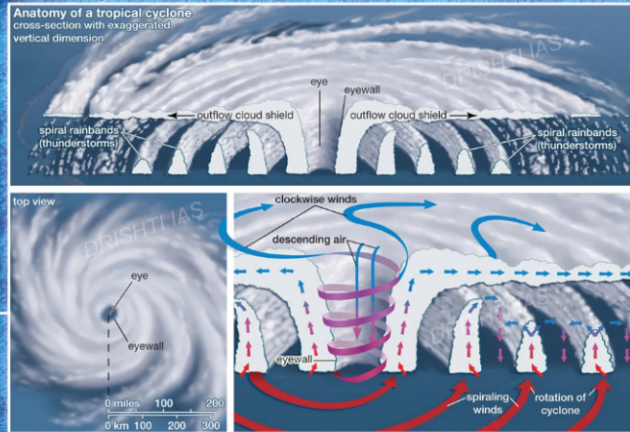 Anatomy of a tropical cyclone
cross-section with exaggerated
vertical dimension
DRISHTI IAS
eye
eyewall
outflow cloud shield
outflow cloud shield
spiral rainbands
(thunderstorms)
spiral rainbands
(thunderstorms)
top view
DRISHTI IAS
eye
eyewall
0 miles 100 200
0 km 100 200 300
clockwise winds
descending air
DRISHTI IAS
eyewall
spiraling
winds
rotation of
cyclone